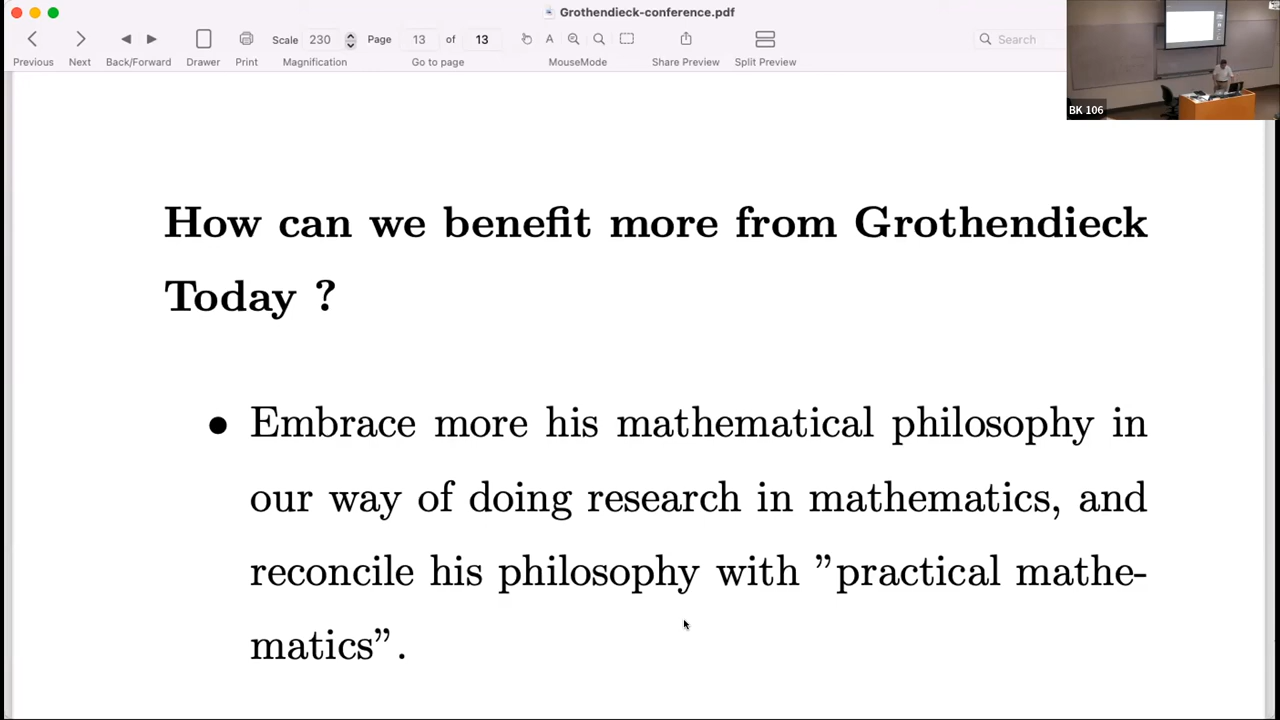 Grothendieck-conference.pdf
Previous Next Back/Forward Drawer Print Scale 230 Magnification Page 13 of 13 Go to page MouseMode Share Preview Split Preview Search
BK 106
How can we benefit more from Grothendieck
Today ?
• Embrace more his mathematical philosophy in
our way of doing research in mathematics, and
reconcile his philosophy with ”practical mathe-
matics”.